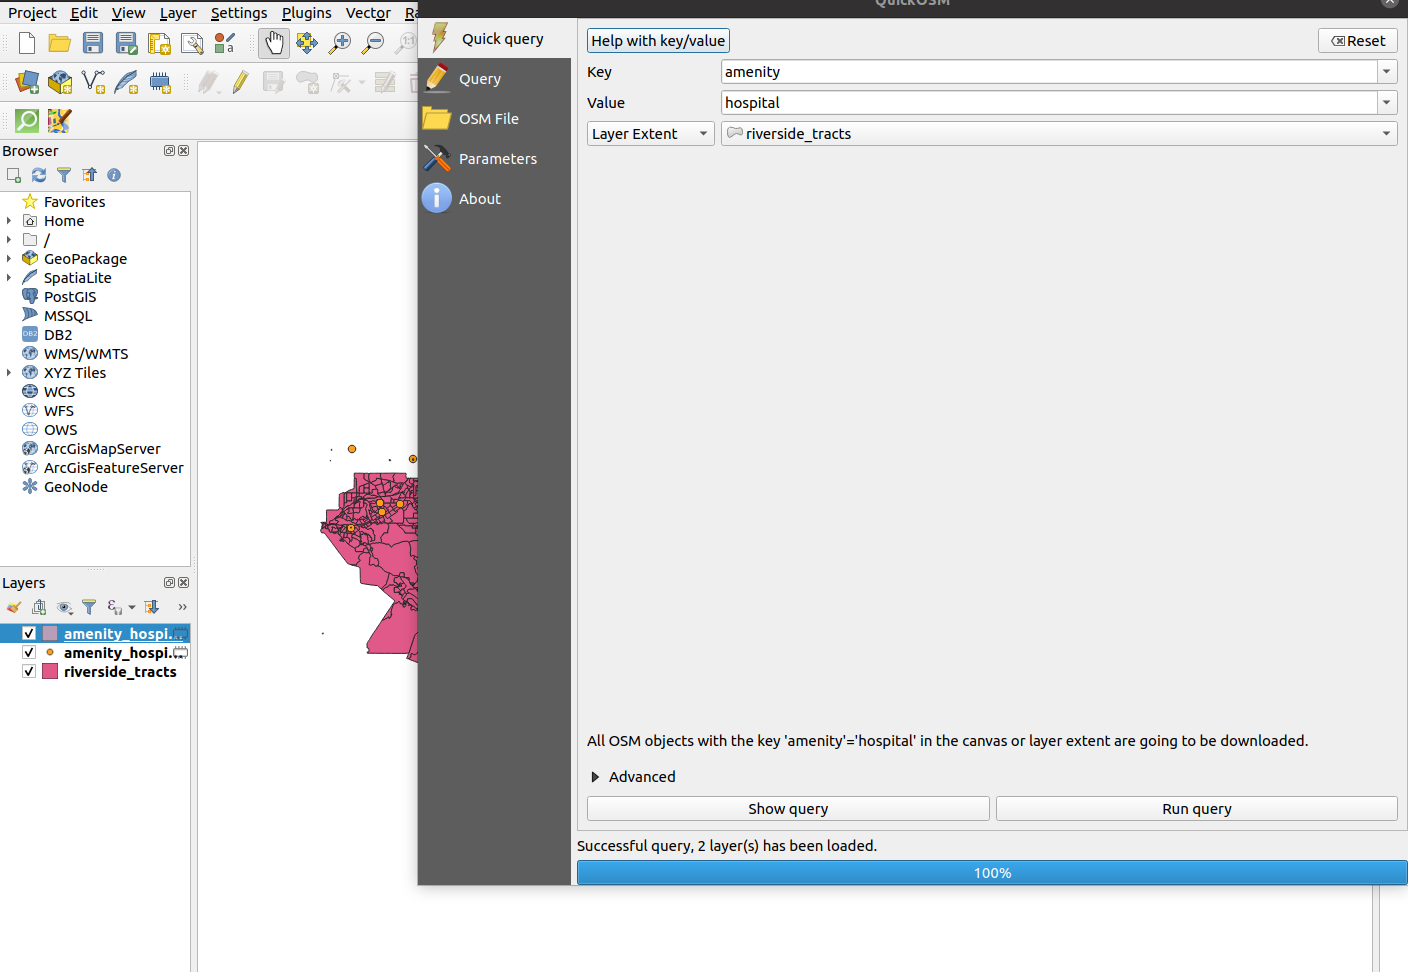 QuickOSM
Project Edit View Layer Settings Plugins Vector Ra
Quick query
Query
OSM File
Parameters
About
Help with key/value
Reset
Key
amenity
Value
hospital
Layer Extent
riverside_tracts
1:1
a
Browser
Favorites
Home
/
GeoPackage
SpatiaLite
PostGIS
MSSQL
DB2
DB2
WMS/WMTS
XYZ Tiles
WCS
WFS
OWS
ArcGisMapServer
ArcGisFeatureServer
GeoNode
Layers
ε
»
amenity_hospi…
amenity_hospi…
riverside_tracts
All OSM objects with the key 'amenity'='hospital' in the canvas or layer extent are going to be downloaded.
Advanced
Show query
Run query
Successful query, 2 layer(s) has been loaded.
100%